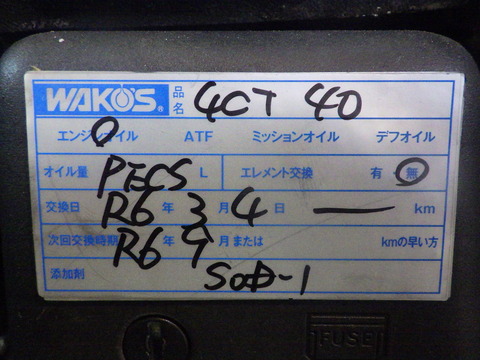 WAKO'S® 品名 4CT 40
エンジンオイル ATF ミッションオイル デフオイル
オイル量 PECS L エレメント交換 有 無
交換日 R6 年 3 月 4 日 — km
次回交換時期 R6 年 9 月または kmの早い方
添加剤 SOD-1
FUSE